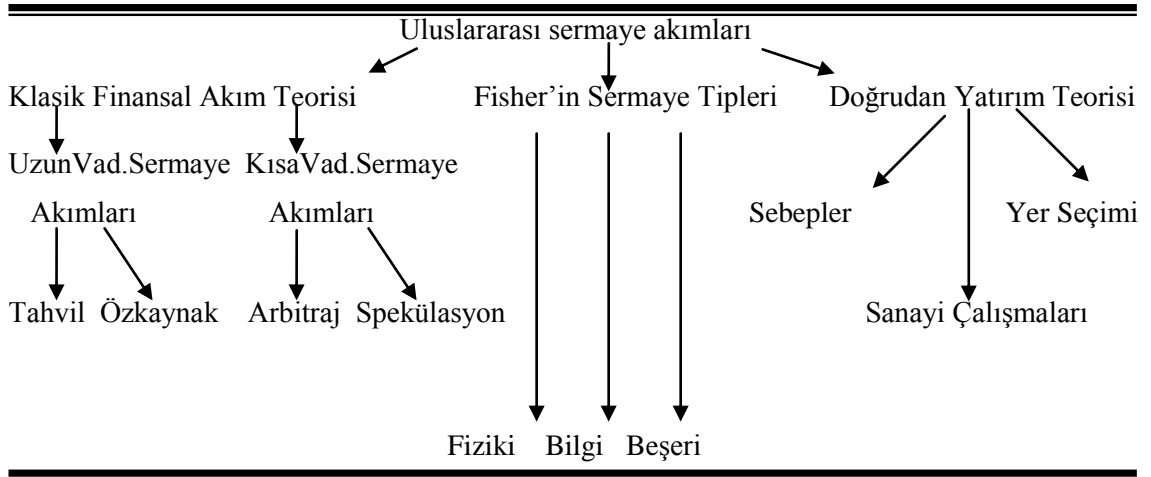 Uluslararası sermaye akımları
Klasik Finansal Akım Teorisi Fisher’in Sermaye Tipleri Doğrudan Yatırım Teorisi
UzunVad.Sermaye KısaVad.Sermaye
Akımları Akımları Sebepler Yer Seçimi
Tahvil Özkaynak Arbitraj Spekülasyon Sanayi Çalışmaları
Fiziki Bilgi Beşeri